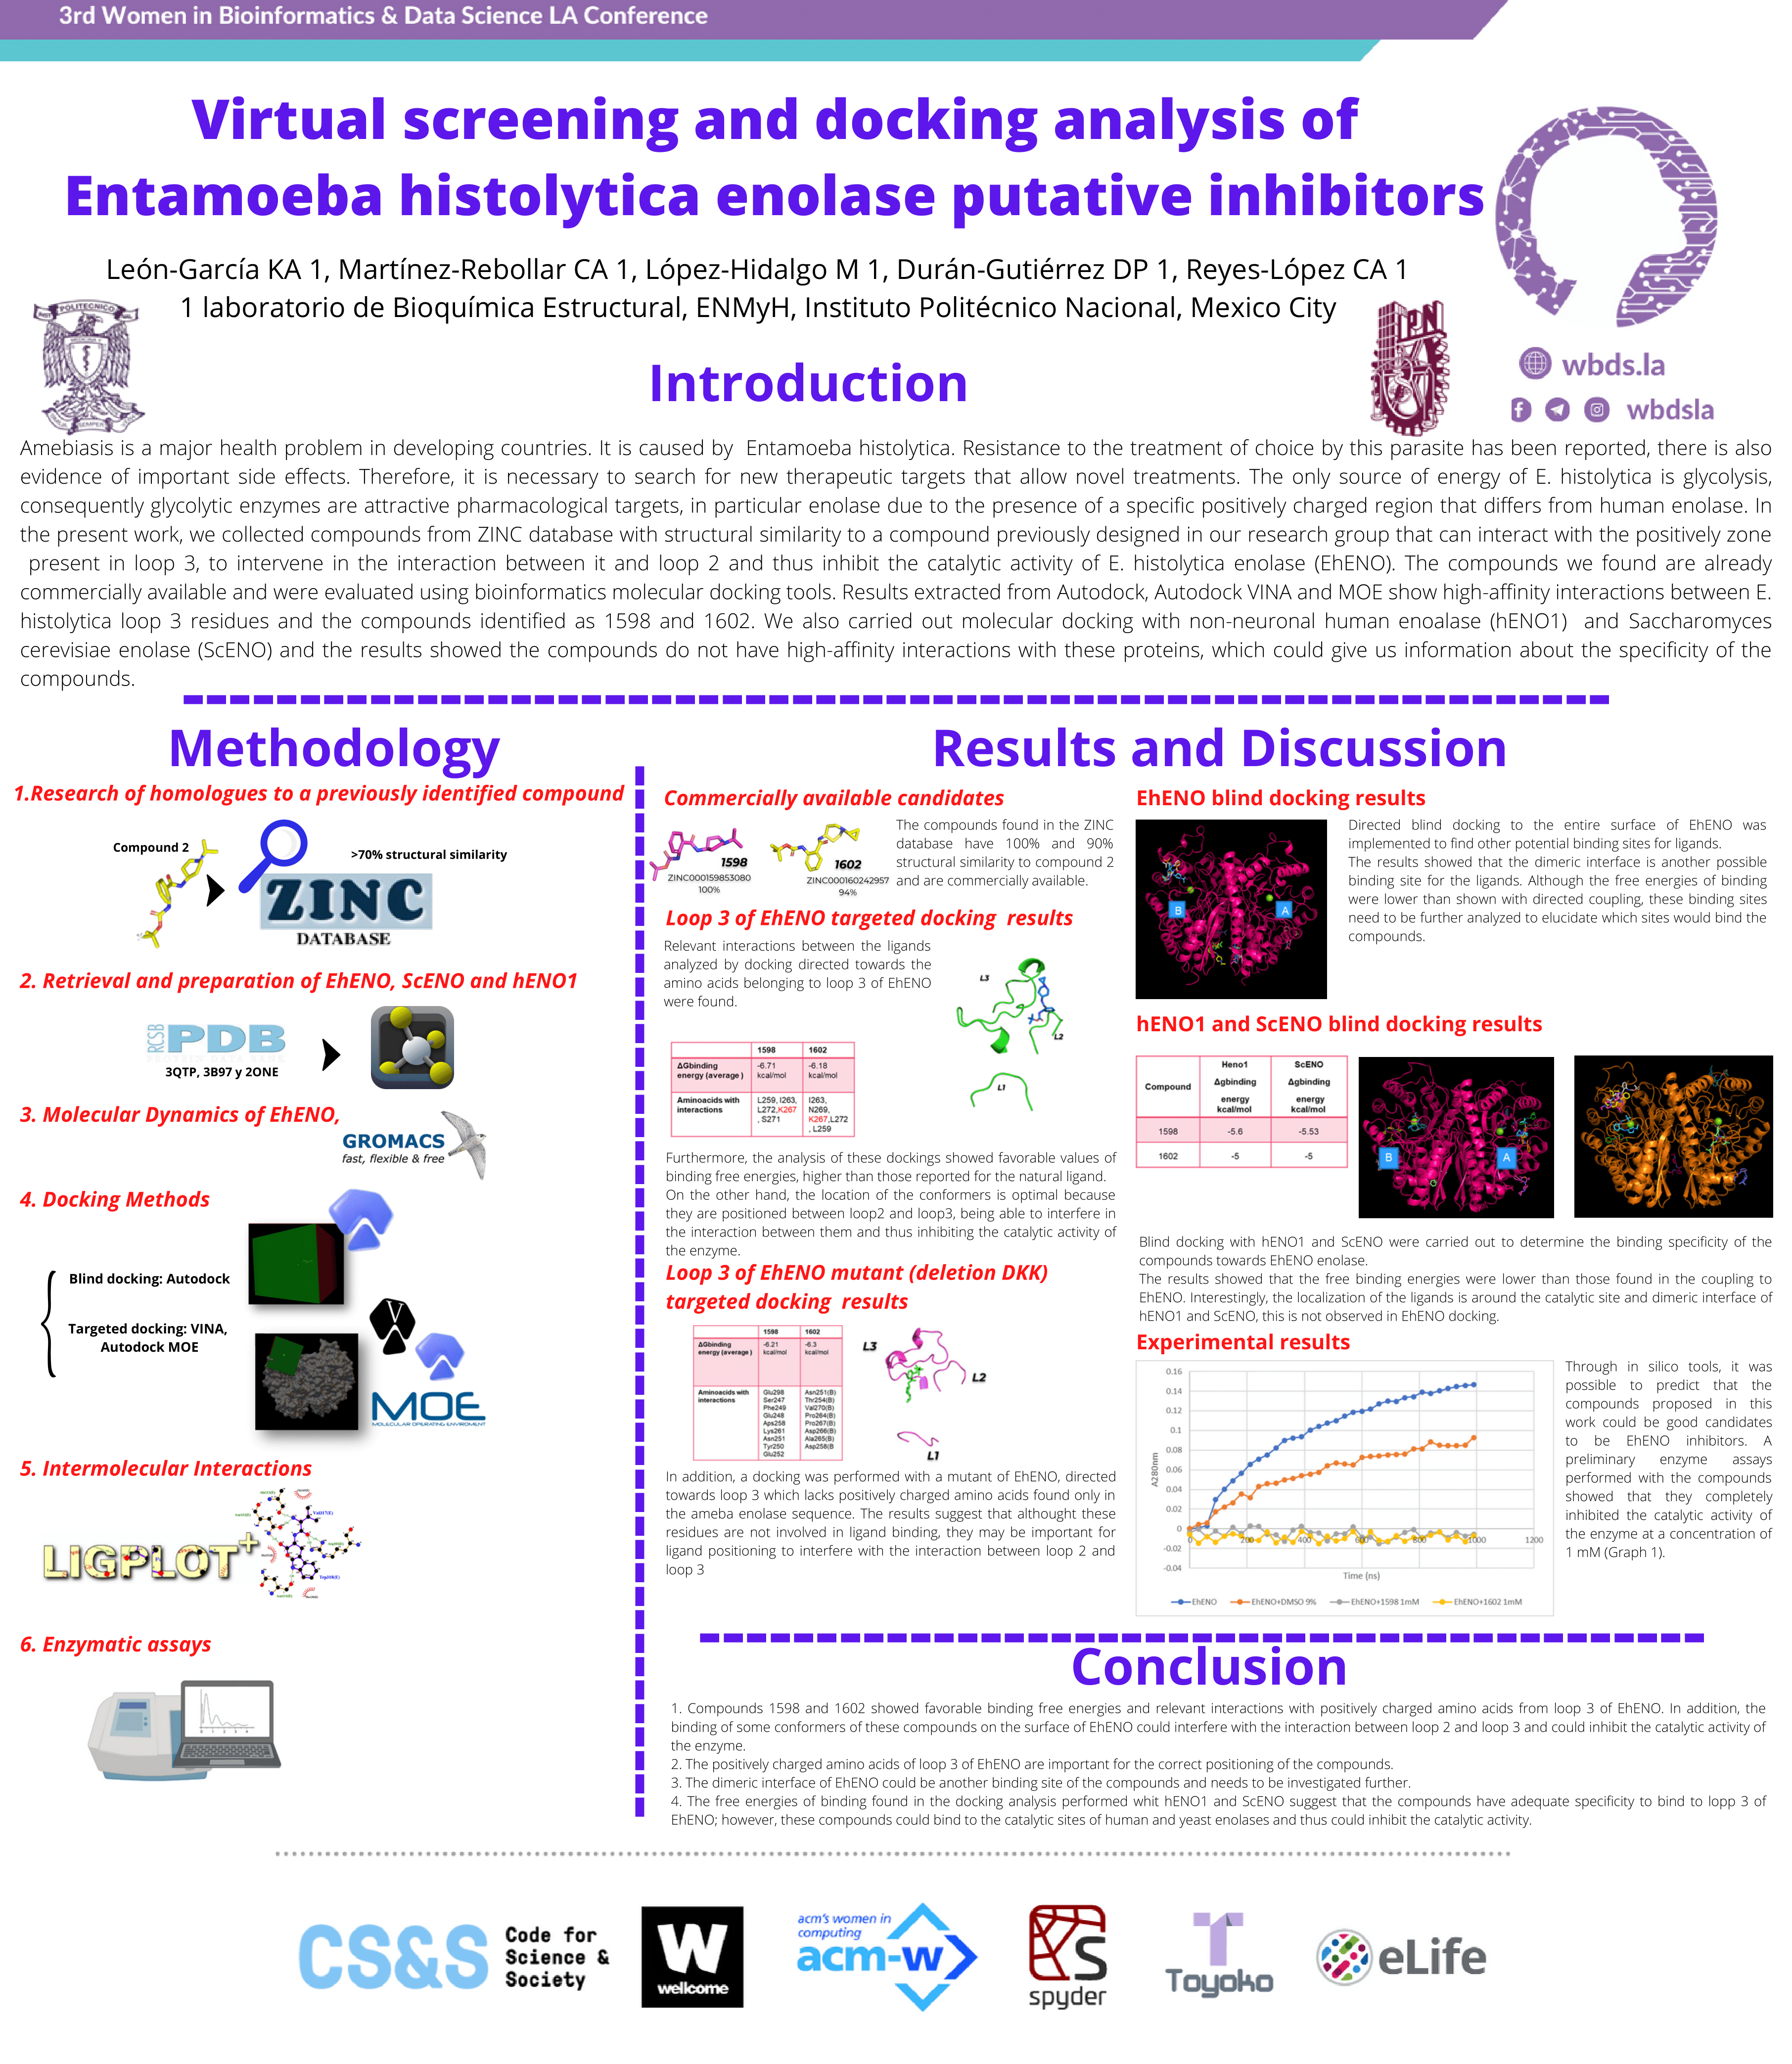 3rd Women in Bioinformatics & Data Science LA Conference
Virtual screening and docking analysis of
Entamoeba histolytica enolase putative inhibitors
León-García KA 1, Martínez-Rebollar CA 1, López-Hidalgo M 1, Durán-Gutiérrez DP 1, Reyes-López CA 1
1 laboratorio de Bioquímica Estructural, ENMyH, Instituto Politécnico Nacional, Mexico City
wbds.la
wbdsla
Introduction
Amebiasis is a major health problem in developing countries. It is caused by Entamoeba histolytica. Resistance to the treatment of choice by this parasite has been reported, there is also
evidence of important side effects. Therefore, it is necessary to search for new therapeutic targets that allow novel treatments. The only source of energy of E. histolytica is glycolysis,
consequently glycolytic enzymes are attractive pharmacological targets, in particular enolase due to the presence of a specific positively charged region that differs from human enolase. In
the present work, we collected compounds from ZINC database with structural similarity to a compound previously designed in our research group that can interact with the positively zone
present in loop 3, to intervene in the interaction between it and loop 2 and thus inhibit the catalytic activity of E. histolytica enolase (EhENO). The compounds we found are already
commercially available and were evaluated using bioinformatics molecular docking tools. Results extracted from Autodock, Autodock VINA and MOE show high-affinity interactions between E.
histolytica loop 3 residues and the compounds identified as 1598 and 1602. We also carried out molecular docking with non-neuronal human enoalase (hENO1) and Saccharomyces
cerevisiae enolase (ScENO) and the results showed the compounds do not have high-affinity interactions with these proteins, which could give us information about the specificity of the
compounds.
Methodology
1.Research of homologues to a previously identified compound
Compound 2
>70% structural similarity
ZINC
DATABASE
2. Retrieval and preparation of EhENO, ScENO and hENO1
RCSB PDB
PROTEIN DATA BANK
3QTP, 3B97 y 2ONE
3. Molecular Dynamics of EhENO,
GROMACS
fast, flexible & free
4. Docking Methods
Blind docking: Autodock
Targeted docking: VINA,
Autodock MOE
V
MOE
MOLECULAR OPERATING ENVIROMENT
5. Intermolecular Interactions
LIGPLOT+
6. Enzymatic assays
Results and Discussion
Commercially available candidates
1598
ZINC000159853080
100%
1602
ZINC000160242957
94%
The compounds found in the ZINC
database have 100% and 90%
structural similarity to compound 2
and are commercially available.
Loop 3 of EhENO targeted docking results
Relevant interactions between the ligands
analyzed by docking directed towards the
amino acids belonging to loop 3 of EhENO
were found.
L3
L2
L1
1598 1602
ΔGbinding energy (average) -6.71 kcal/mol -6.18 kcal/mol
Aminoacids with interactions L259, I263, L272,K267, S271 I263, N269, K267,L272, L259
Furthermore, the analysis of these dockings showed favorable values of
binding free energies, higher than those reported for the natural ligand.
On the other hand, the location of the conformers is optimal because
they are positioned between loop2 and loop3, being able to interfere in
the interaction between them and thus inhibiting the catalytic activity of
the enzyme.
Loop 3 of EhENO mutant (deletion DKK)
targeted docking results
1598 1602
ΔGbinding energy (average) -6.21 kcal/mol -6.3 kcal/mol
Aminoacids with interactions
Glu298 Asn251(B)
Ser247 Thr254(B)
Phe249 Val270(B)
Glu248 Pro264(B)
Aps258 Pro267(B)
Lys261 Asp266(B)
Asn251 Ala265(B)
Tyr250 Asp258(B
Glu252
L3
L2
L1
In addition, a docking was performed with a mutant of EhENO, directed
towards loop 3 which lacks positively charged amino acids found only in
the ameba enolase sequence. The results suggest that althought these
residues are not involved in ligand binding, they may be important for
ligand positioning to interfere with the interaction between loop 2 and
loop 3
EhENO blind docking results
B
A
Directed blind docking to the entire surface of EhENO was
implemented to find other potential binding sites for ligands.
The results showed that the dimeric interface is another possible
binding site for the ligands. Although the free energies of binding
were lower than shown with directed coupling, these binding sites
need to be further analyzed to elucidate which sites would bind the
compounds.
hENO1 and ScENO blind docking results
Compound Heno1 Δgbinding energy kcal/mol ScENO Δgbinding energy kcal/mol
1598 -5.6 -5.53
1602 -5 -5
B
A
Blind docking with hENO1 and ScENO were carried out to determine the binding specificity of the
compounds towards EhENO enolase.
The results showed that the free binding energies were lower than those found in the coupling to
EhENO. Interestingly, the localization of the ligands is around the catalytic site and dimeric interface of
hENO1 and ScENO, this is not observed in EhENO docking.
Experimental results
0.16
0.14
0.12
0.1
0.08
0.06
0.04
0.02
0
-0.02
-0.04
A280nm
0 200 400 600 800 1000 1200
Time (ns)
EhENO EhENO+DMSO 9% EhENO+1598 1mM EhENO+1602 1mM
Through in silico tools, it was
possible to predict that the
compounds proposed in this
work could be good candidates
to be EhENO inhibitors. A
preliminary enzyme assays
performed with the compounds
showed that they completely
inhibited the catalytic activity of
the enzyme at a concentration of
1 mM (Graph 1).
Conclusion
1. Compounds 1598 and 1602 showed favorable binding free energies and relevant interactions with positively charged amino acids from loop 3 of EhENO. In addition, the
binding of some conformers of these compounds on the surface of EhENO could interfere with the interaction between loop 2 and loop 3 and could inhibit the catalytic activity of
the enzyme.
2. The positively charged amino acids of loop 3 of EhENO are important for the correct positioning of the compounds.
3. The dimeric interface of EhENO could be another binding site of the compounds and needs to be investigated further.
4. The free energies of binding found in the docking analysis performed whit hENO1 and ScENO suggest that the compounds have adequate specificity to bind to lopp 3 of
EhENO; however, these compounds could bind to the catalytic sites of human and yeast enolases and thus could inhibit the catalytic activity.
CS&S Code for
Science &
Society
W
wellcome
acm's women in
computing
acm-w
S
spyder
Toyoko
eLife